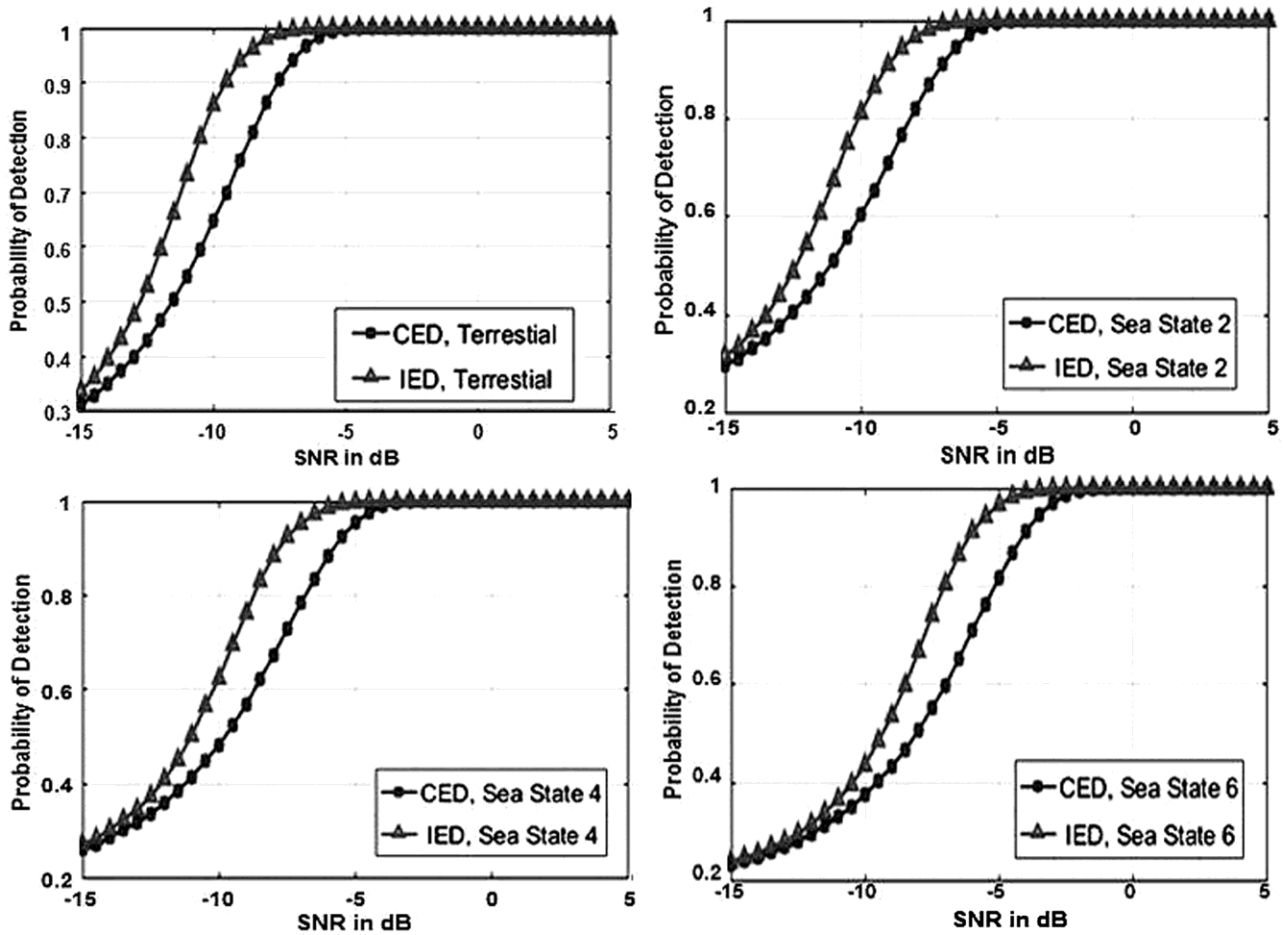 1
0.9
0.8
0.7
0.6
0.5
0.4
0.3
Probability of Detection
CED, Terrestial
IED, Terrestial
-15
-10
-5
0
5
SNR in dB
1
0.8
0.6
0.4
0.2
Probability of Detection
CED, Sea State 2
IED, Sea State 2
-15
-10
-5
0
5
SNR in dB
1
0.8
0.6
0.4
0.2
Probability of Detection
CED, Sea State 4
IED, Sea State 4
-15
-10
-5
0
5
SNR in dB
1
0.8
0.6
0.4
0.2
Probability of Detection
CED, Sea State 6
IED, Sea State 6
-15
-10
-5
0
5
SNR in dB